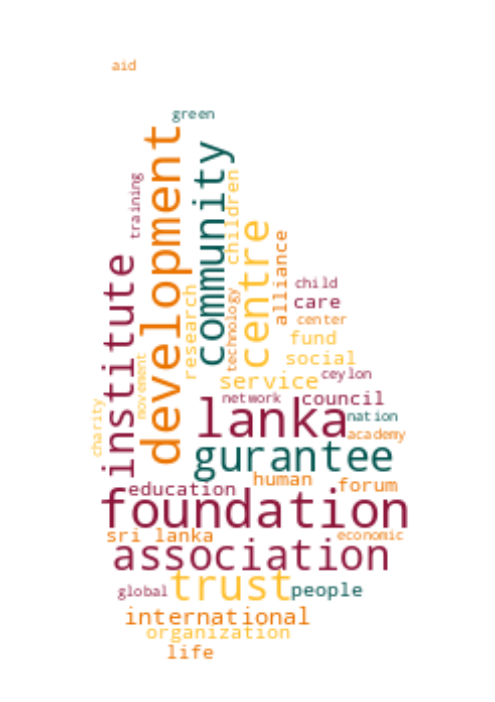 aid
green
development
community
training
children
institute
centre
alliance
research
technology
child
care
center
fund
social
movement
service
ceylon
network
council
lanka
nation
charity
academy
gurantee
human
forum
education
foundation
sri lanka
economic
association
trust
global
people
international
organization
life